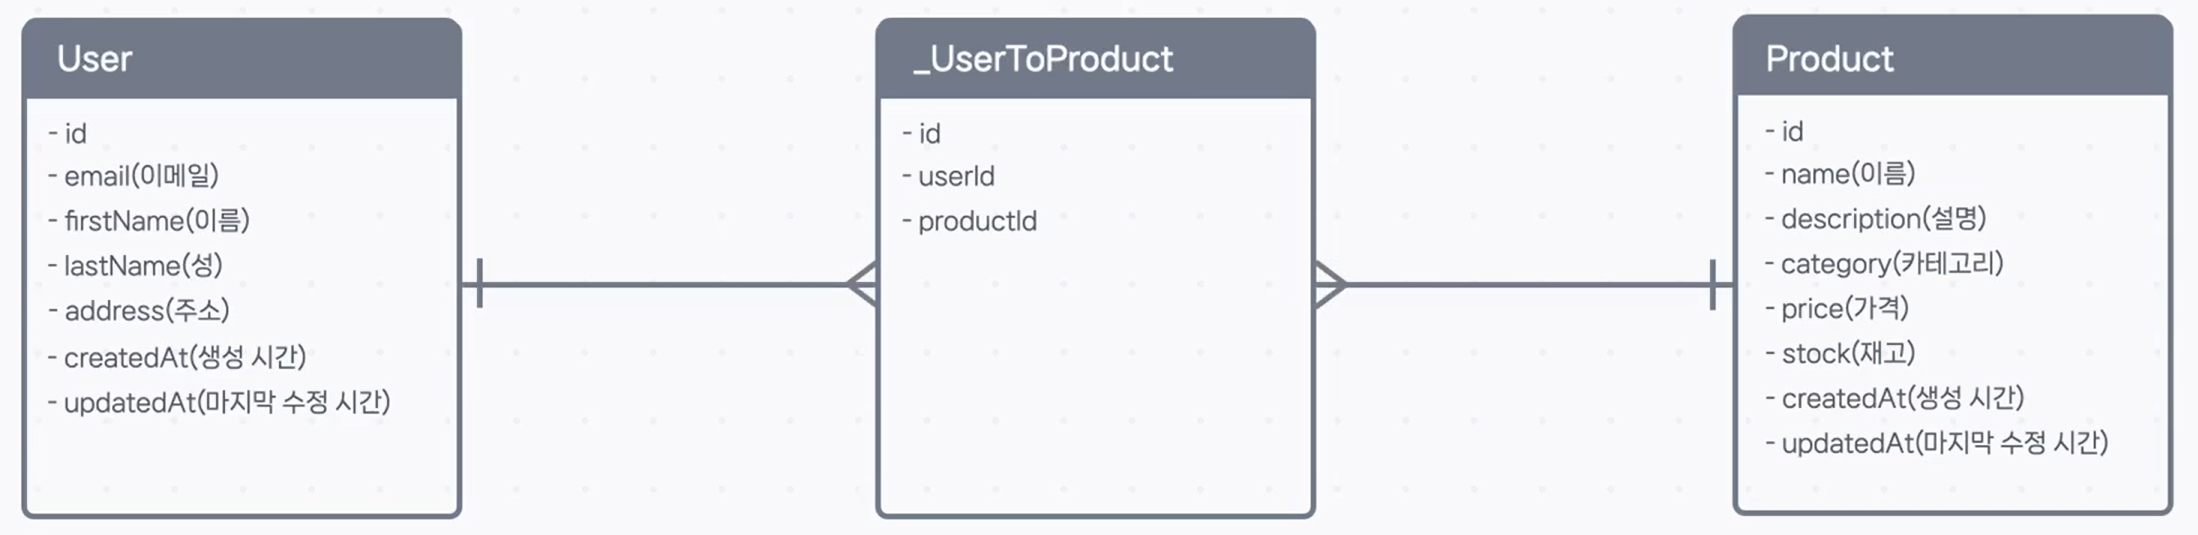 User
- id
- email(이메일)
- firstName(이름)
- lastName(성)
- address(주소)
- createdAt(생성 시간)
- updatedAt(마지막 수정 시간)
_UserToProduct
- id
- userId
- productId
Product
- id
- name(이름)
- description(설명)
- category(카테고리)
- price(가격)
- stock(재고)
- createdAt(생성 시간)
- updatedAt(마지막 수정 시간)